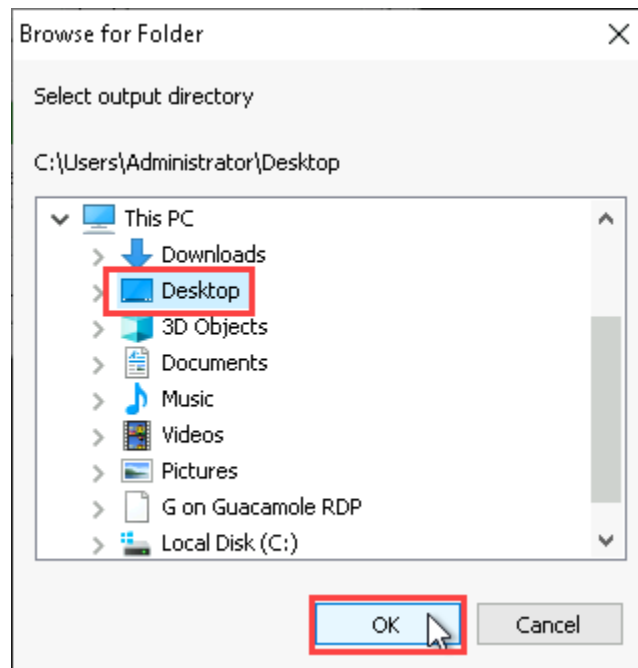 Browse for Folder
Select output directory
C:\Users\Administrator\Desktop
This PC
Downloads
Desktop
3D Objects
Documents
Music
Videos
Pictures
G on Guacamole RDP
Local Disk (C:)
OK Cancel